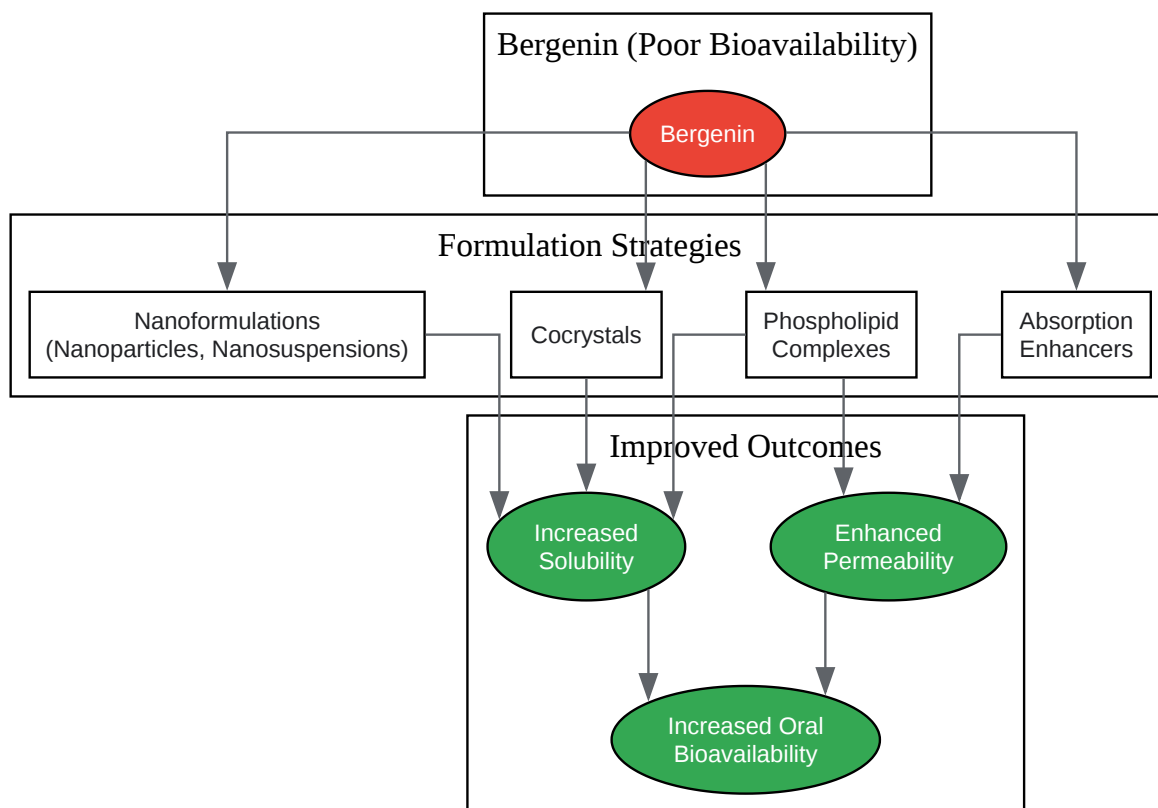 Bergenin (Poor Bioavailability)
Bergenin
Formulation Strategies
Nanoformulations
(Nanoparticles, Nanosuspensions)
Cocrystals
Phospholipid
Complexes
Absorption
Enhancers
Improved Outcomes
Increased
Solubility
Enhanced
Permeability
Increased Oral
Bioavailability